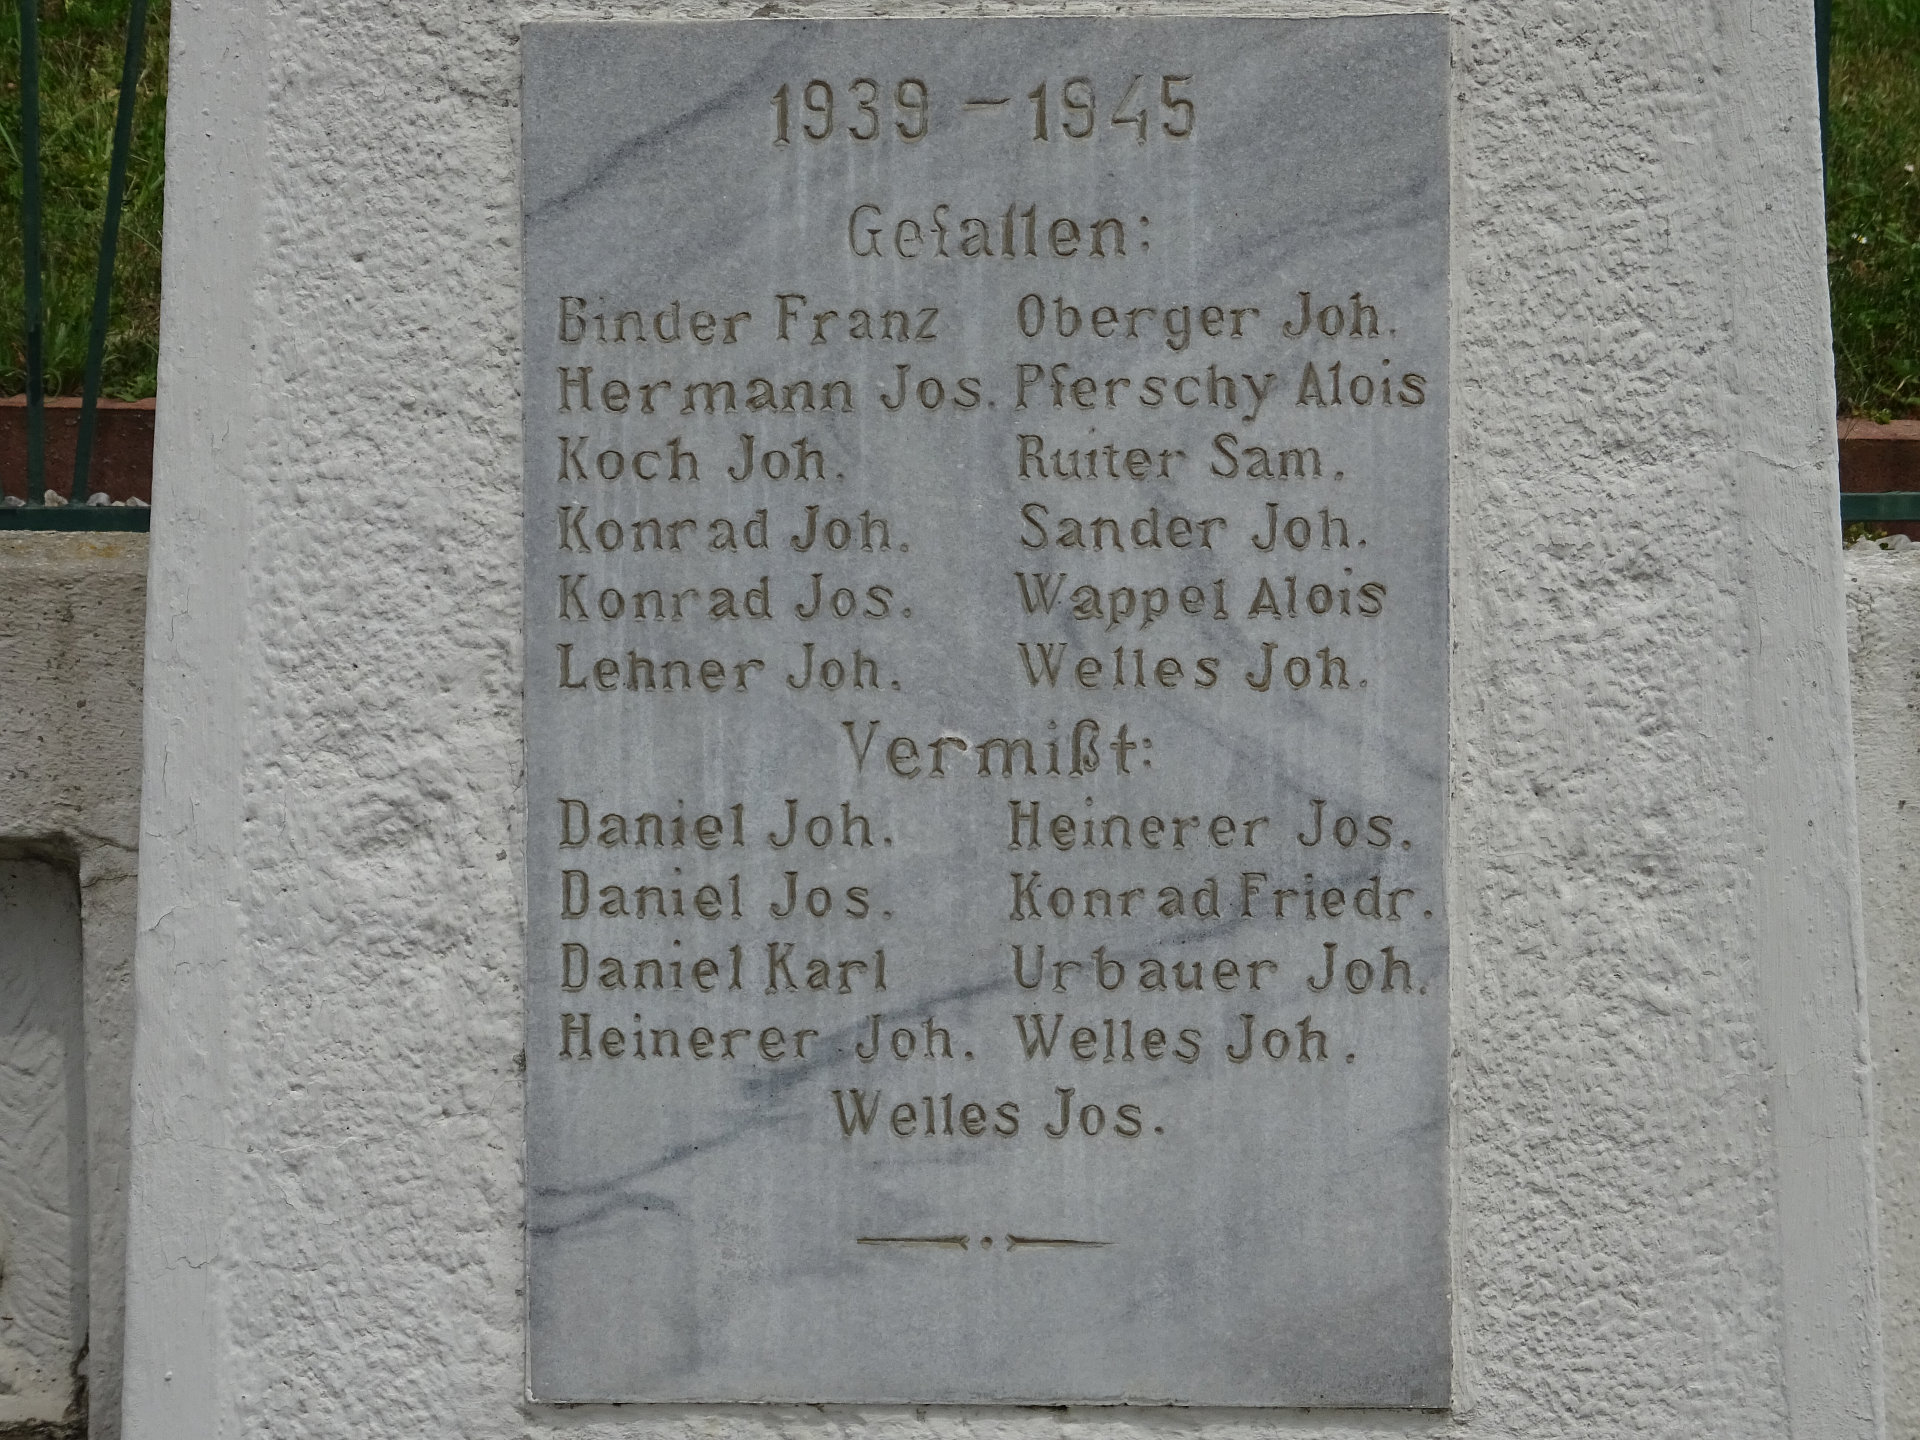 1939 – 1945
Gefallen:
Binder Franz Oberger Joh.
Hermann Jos. Pferschy Alois
Koch Joh. Ruiter Sam.
Konrad Joh. Sander Joh.
Konrad Jos. Wappel Alois
Lehner Joh. Welles Joh.
Vermißt:
Daniel Joh. Heinerer Jos.
Daniel Jos. Konrad Friedr.
Daniel Karl Urbauer Joh.
Heinerer Joh. Welles Joh.
Welles Jos.